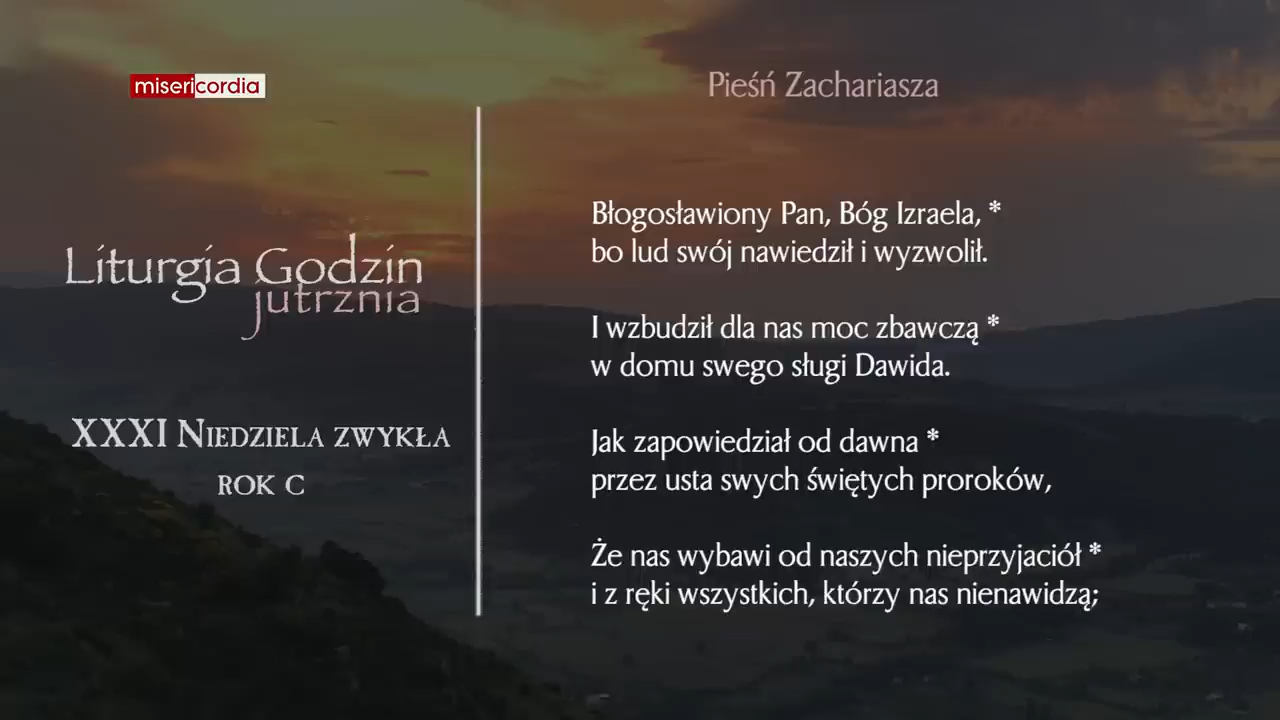 misericordia
Liturgia Godzin
jutrznia
XXXI Niedziela zwykła
rok C
Pieśń Zachariasza
Błogosławiony Pan, Bóg Izraela, *
bo lud swój nawiedził i wyzwolił.
I wzbudził dla nas moc zbawczą *
w domu swego sługi Dawida.
Jak zapowiedział od dawna *
przez usta swych świętych proroków,
Że nas wybawi od naszych nieprzyjaciół *
i z ręki wszystkich, którzy nas nienawidzą;